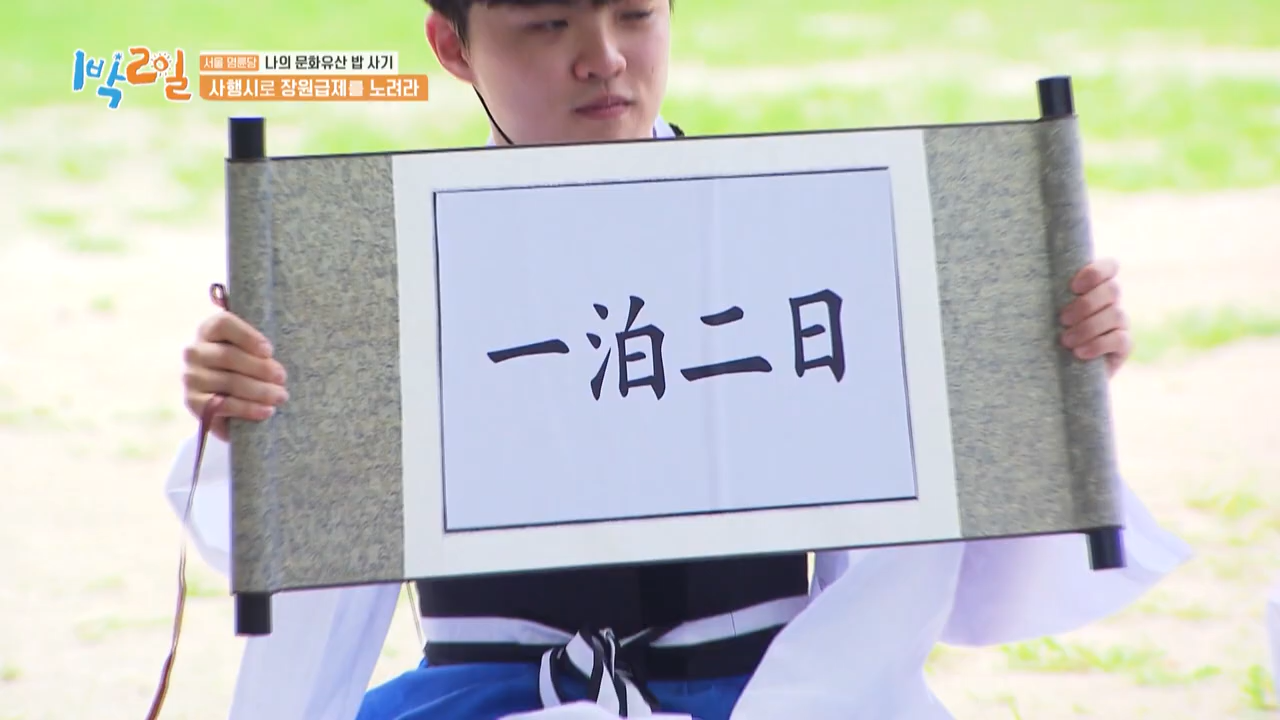 1박2일
서울 명륜당 나의 문화유산 밥 사기
사행시로 장원급제를 노려라
一泊二日